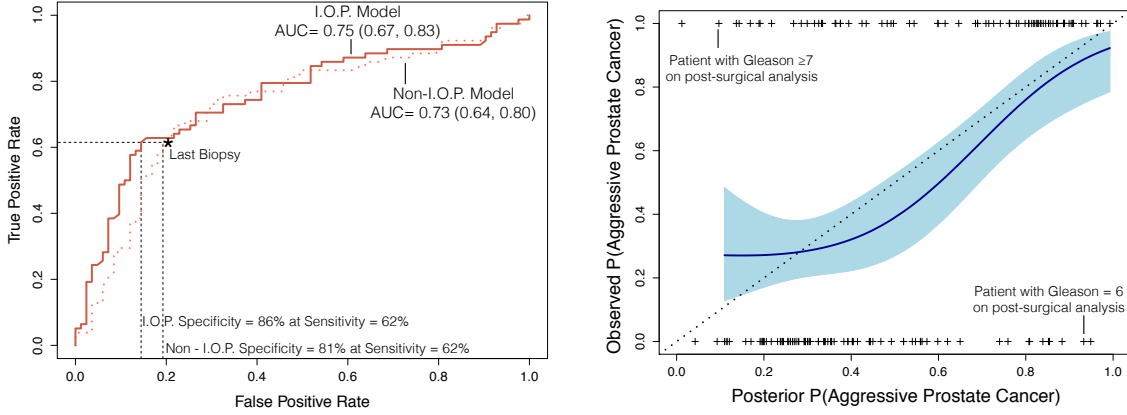 I.O.P. Model
AUC= 0.75 (0.67, 0.83)
Non-I.O.P. Model
AUC= 0.73 (0.64, 0.80)
Last Biopsy
*
I.O.P. Specificity = 86% at Sensitivity = 62%
Non - I.O.P. Specificity = 81% at Sensitivity = 62%
True Positive Rate
1.0
0.8
0.6
0.4
0.2
0.0
0.0 0.2 0.4 0.6 0.8 1.0
False Positive Rate
Patient with Gleason ≥7
on post-surgical analysis
Patient with Gleason = 6
on post-surgical analysis
Observed P(Aggressive Prostate Cancer)
1.0
0.8
0.6
0.4
0.2
0.0
0.0 0.2 0.4 0.6 0.8 1.0
Posterior P(Aggressive Prostate Cancer)